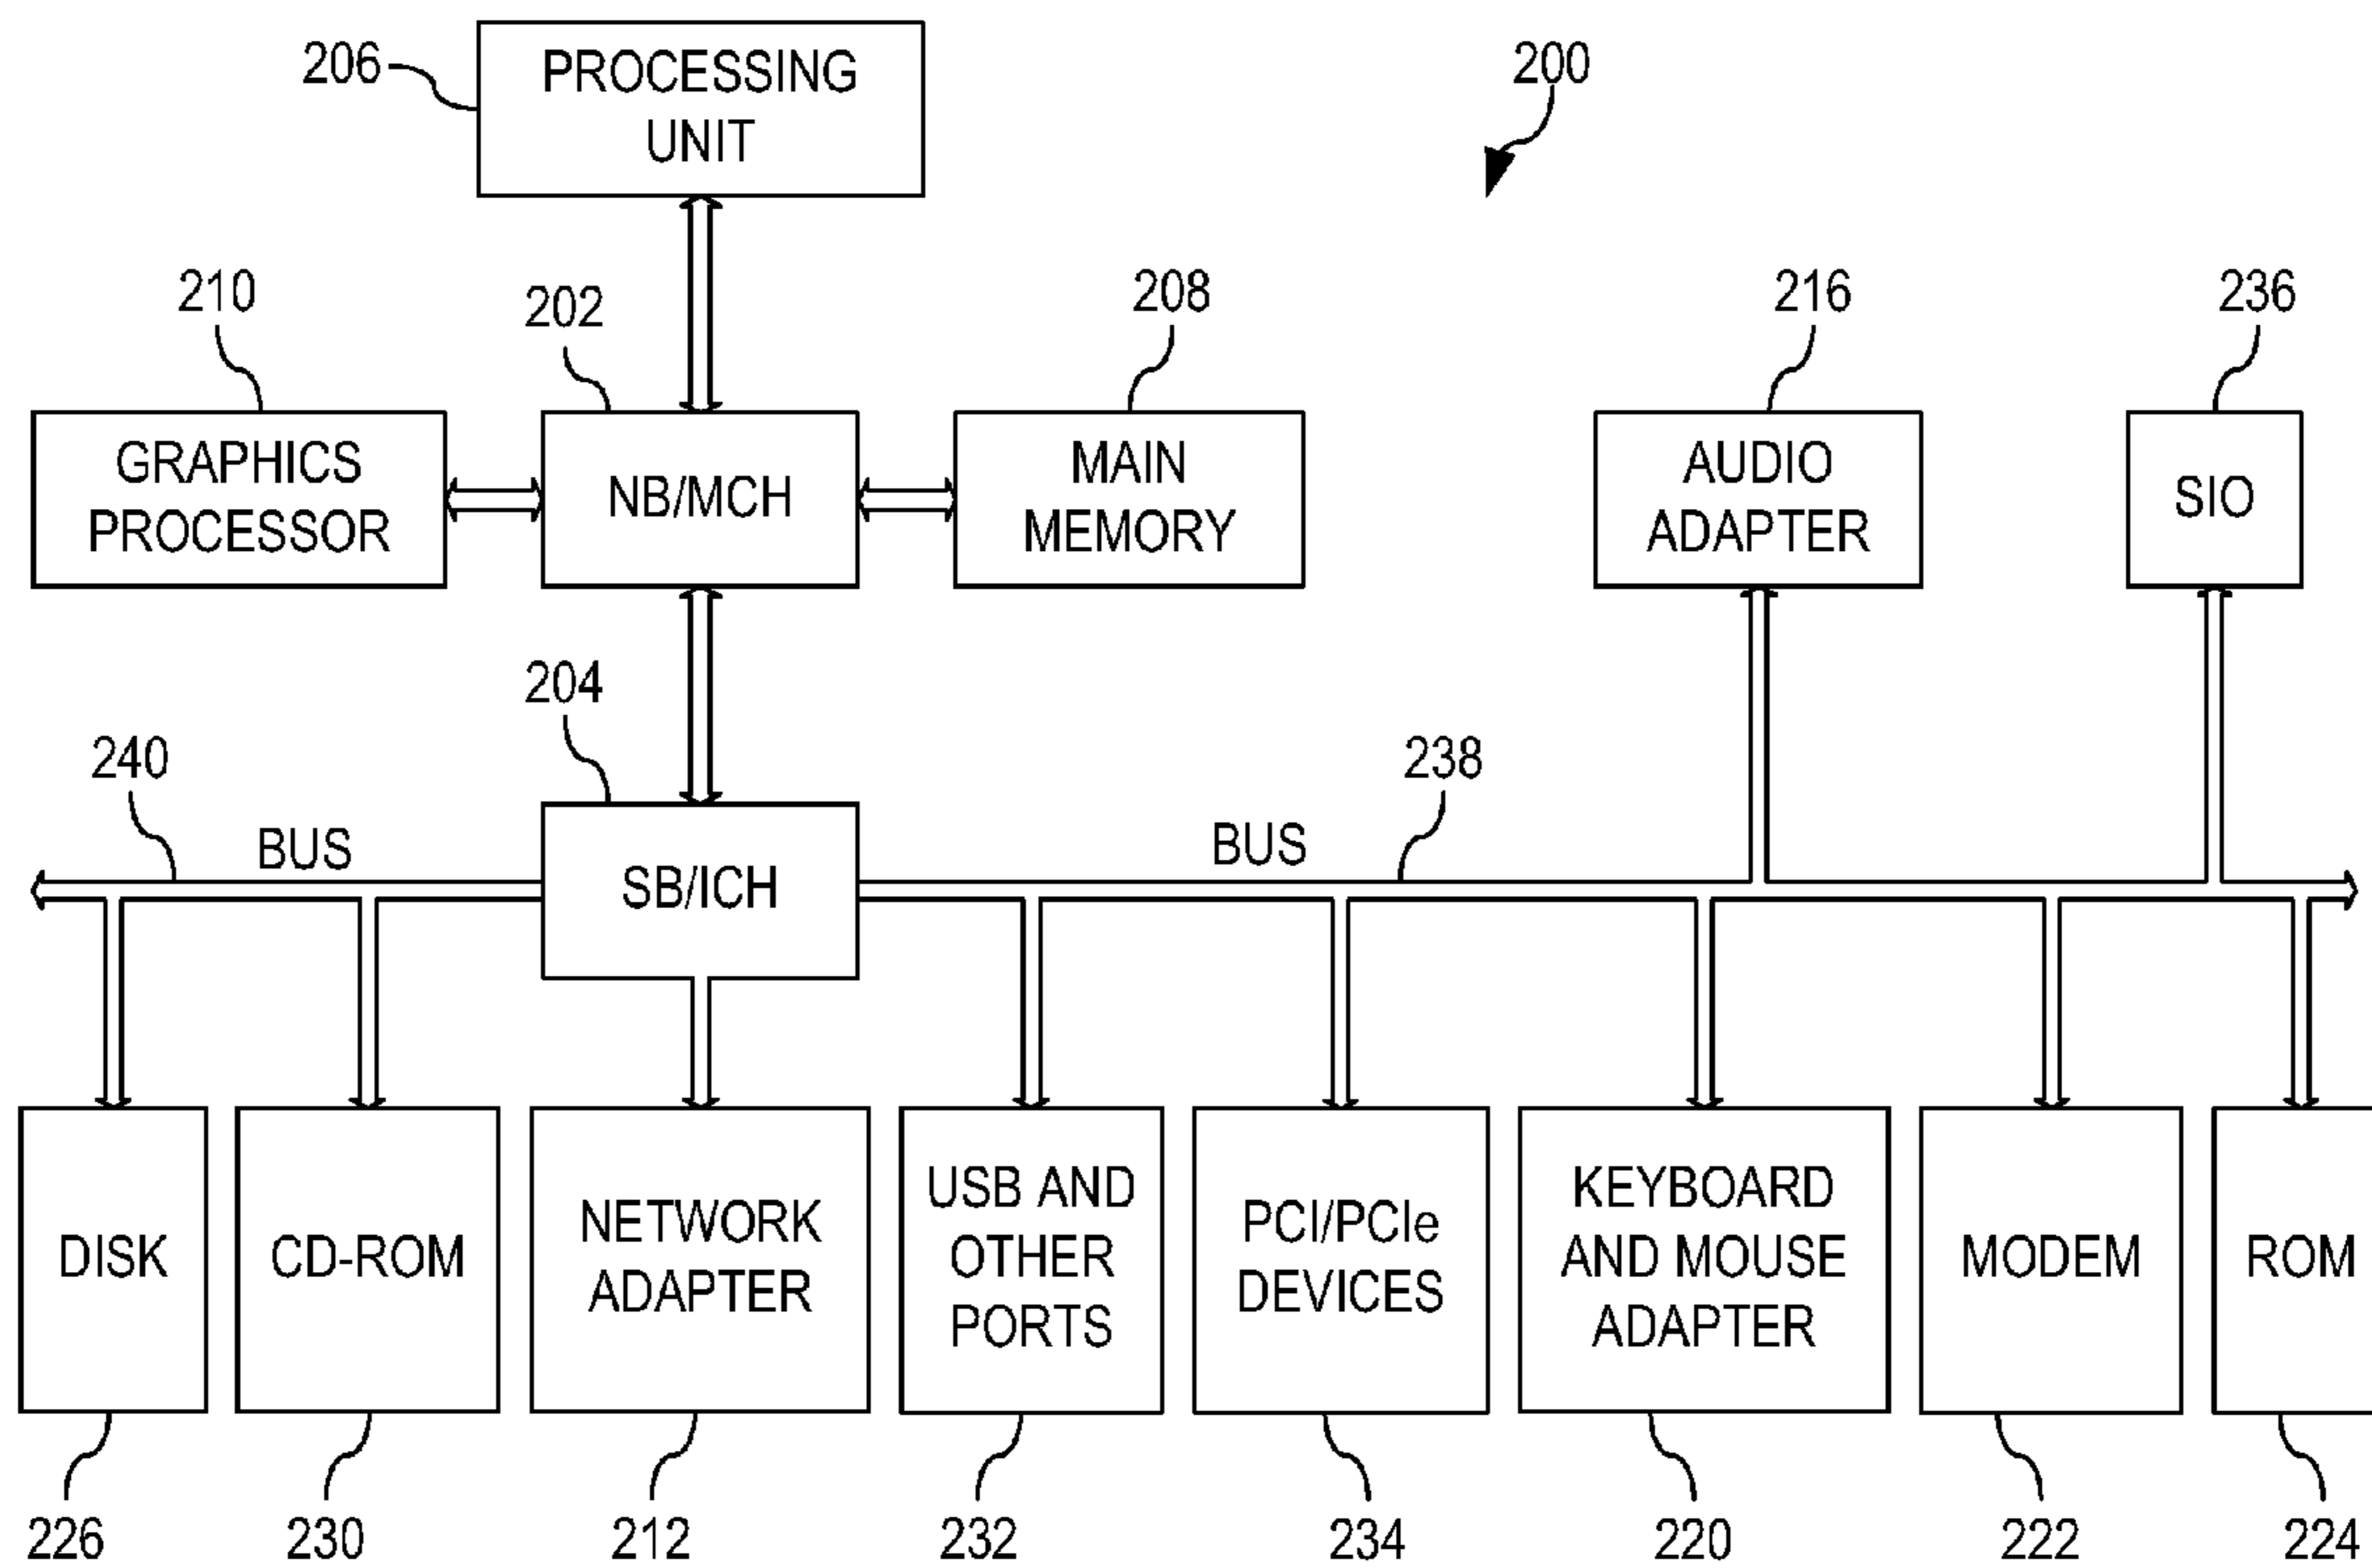 206
PROCESSING
UNIT
200
210
202
208
216
236
GRAPHICS
PROCESSOR
NB/MCH
MAIN
MEMORY
AUDIO
ADAPTER
SIO
204
240
238
BUS
BUS
SB/ICH
DISK
CD-ROM
NETWORK
ADAPTER
USB AND
OTHER
PORTS
PCI/PCIe
DEVICES
KEYBOARD
AND MOUSE
ADAPTER
MODEM
ROM
226
230
212
232
234
220
222
224